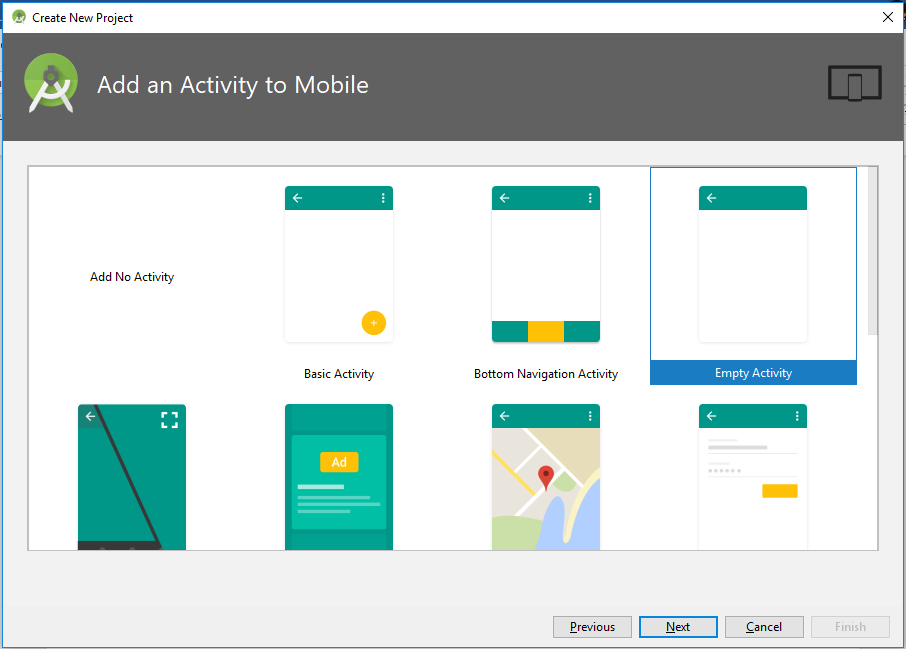 Create New Project
Add an Activity to Mobile
Add No Activity
Basic Activity
Bottom Navigation Activity
Empty Activity
Ad
Previous
Next
Cancel
Finish